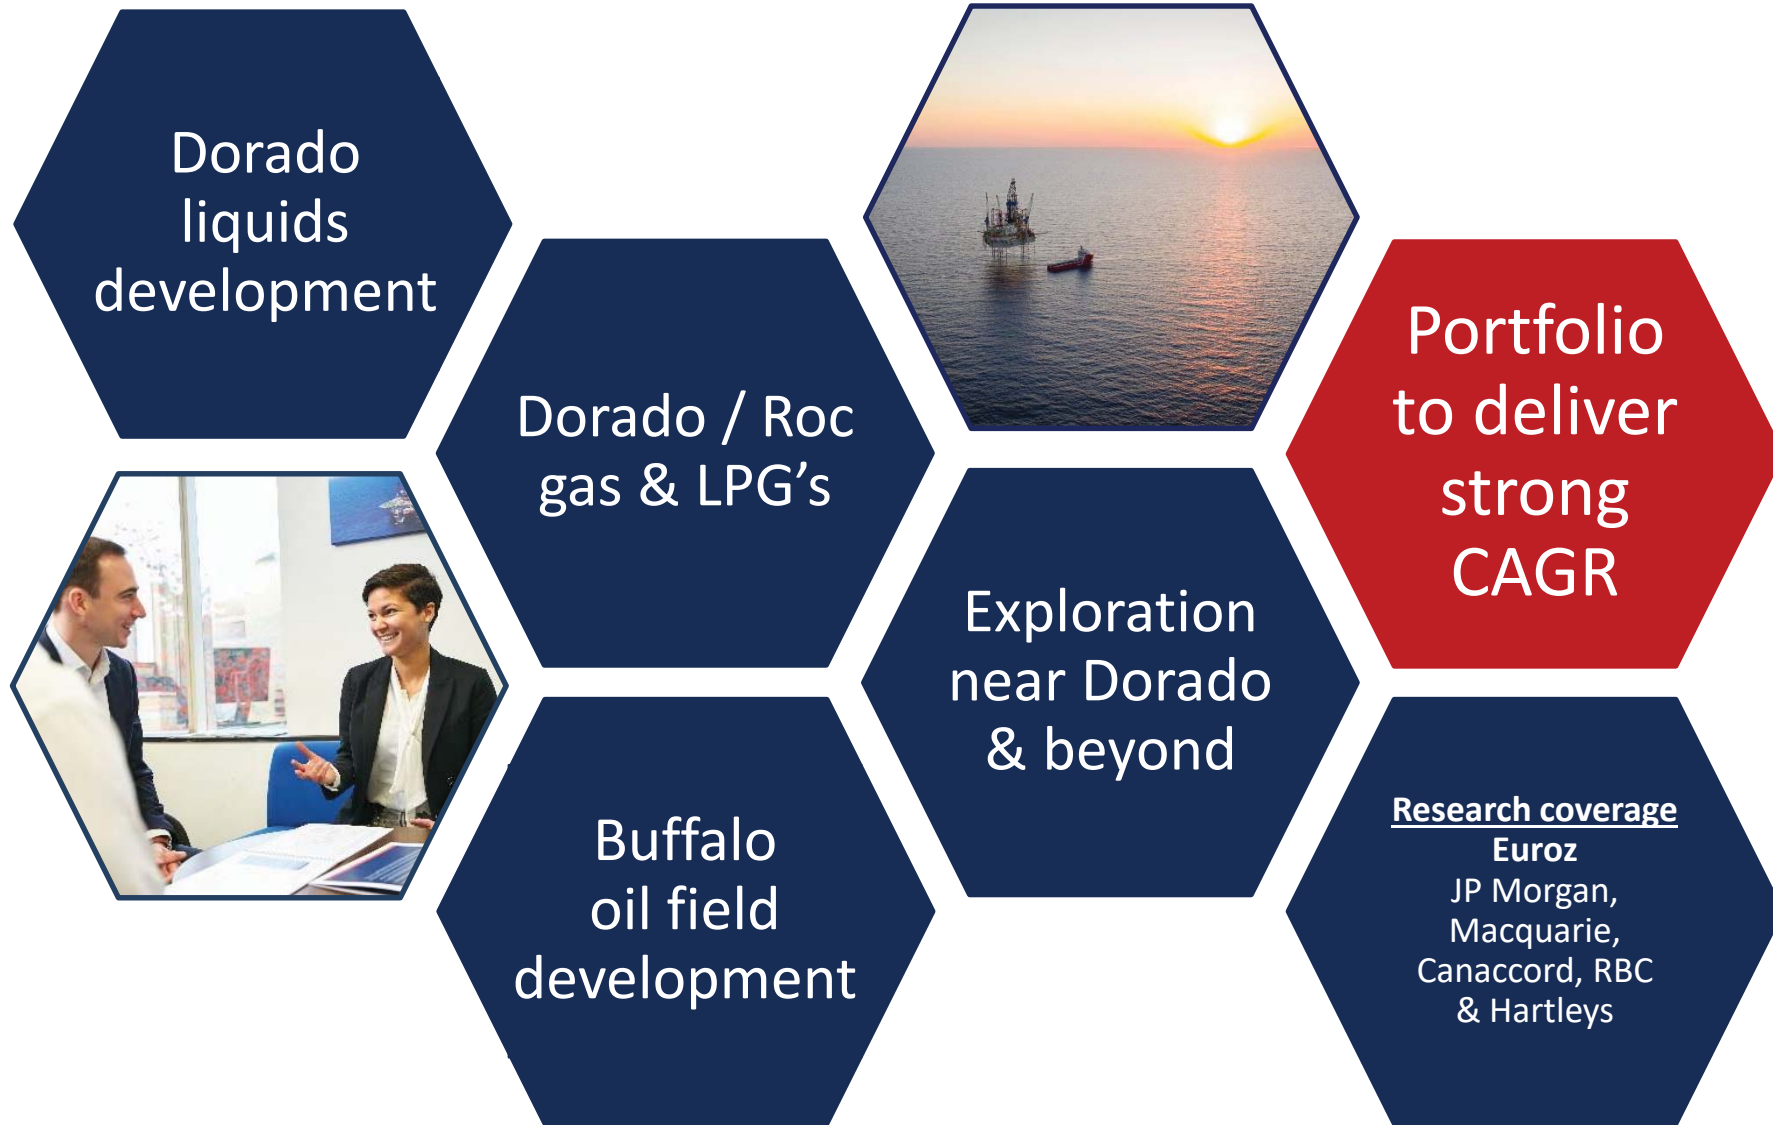 Dorado
liquids
development
Dorado / Roc
gas & LPG’s
Buffalo
oil field
development
Exploration
near Dorado
& beyond
Portfolio
to deliver
strong
CAGR
Research coverage
Euroz
JP Morgan,
Macquarie,
Canaccord, RBC
& Hartleys